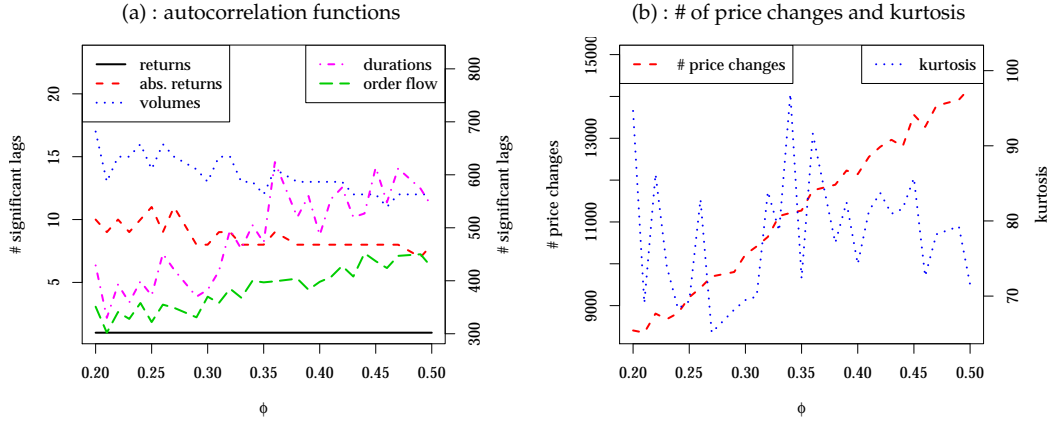 (a) : autocorrelation functions
returns
abs. returns
volumes
durations
order flow
# significant lags
5
10
15
20
# significant lags
300
400
500
600
700
800
0.20
0.25
0.30
0.35
0.40
0.45
0.50
ϕ
(b) : # of price changes and kurtosis
# price changes
kurtosis
# price changes
9000
11000
13000
15000
kurtosis
70
80
90
100
0.20
0.25
0.30
0.35
0.40
0.45
0.50
ϕ